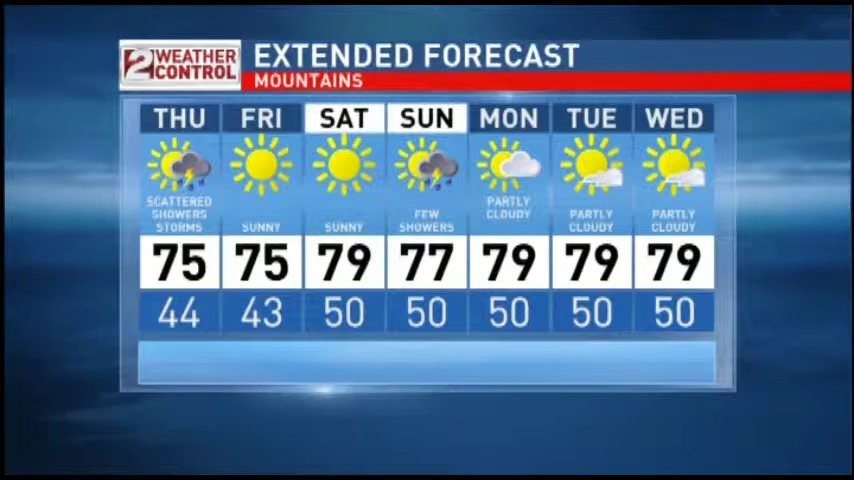 2 WEATHER
CONTROL
EXTENDED FORECAST
MOUNTAINS
THU FRI SAT SUN MON TUE WED
SCATTERED
SHOWERS
STORMS
SUNNY
SUNNY
FEW
SHOWERS
PARTLY
CLOUDY
PARTLY
CLOUDY
PARTLY
CLOUDY
75 75 79 77 79 79 79
44 43 50 50 50 50 50